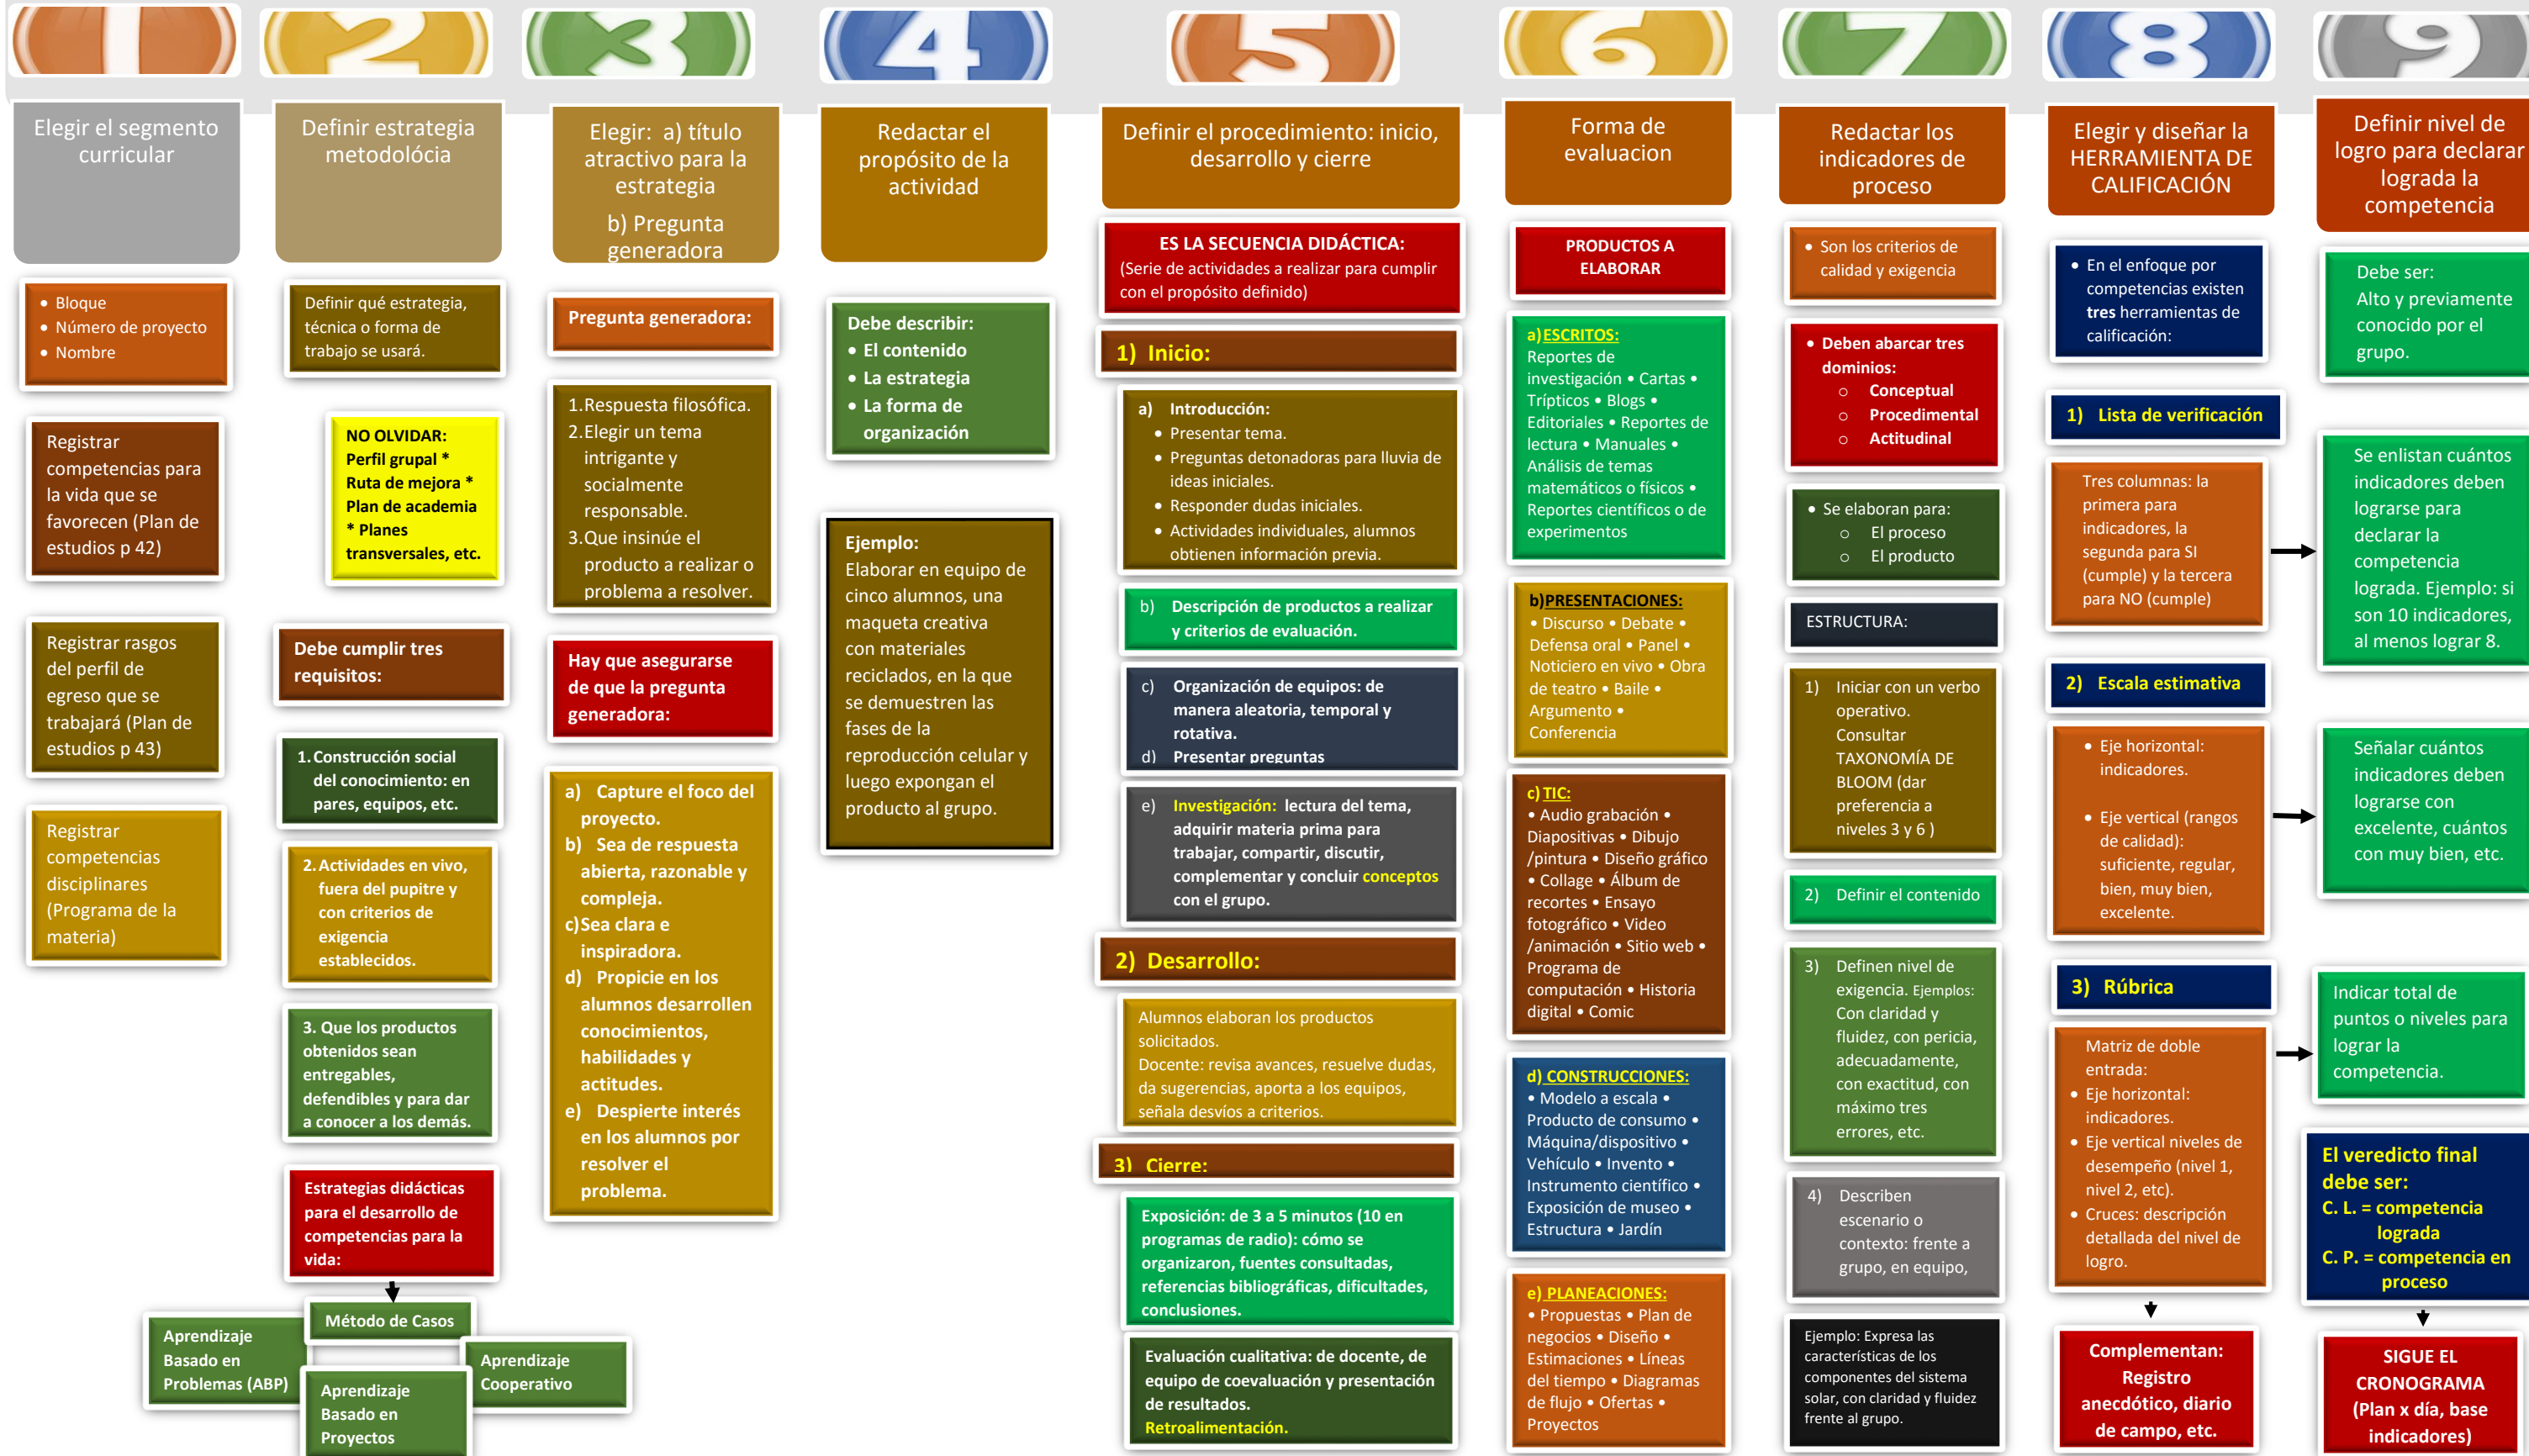 1
2
3
4
5
6
7
8
9
Elegir el segmento
curricular
• Bloque
• Número de proyecto
• Nombre
Registrar
competencias para
la vida que se
favorecen (Plan de
estudios p 42)
Registrar rasgos
del perfil de
egreso que se
trabajará (Plan de
estudios p 43)
Registrar
competencias
disciplinares
(Programa de la
materia)
Definir estrategia
metodolócia
Definir qué estrategia,
técnica o forma de
trabajo se usará.
NO OLVIDAR:
Perfil grupal *
Ruta de mejora *
Plan de academia
* Planes
transversales, etc.
Debe cumplir tres
requisitos:
1. Construcción social
del conocimiento: en
pares, equipos, etc.
2. Actividades en vivo,
fuera del pupitre y
con criterios de
exigencia
establecidos.
3. Que los productos
obtenidos sean
entregables,
defendibles y para dar
a conocer a los demás.
Estrategias didácticas
para el desarrollo de
competencias para la
vida:
Método de Casos
Aprendizaje
Basado en
Problemas (ABP)
Aprendizaje
Cooperativo
Aprendizaje
Basado en
Proyectos
Elegir: a) título
atractivo para la
estrategia
b) Pregunta
generadora
Pregunta generadora:
1. Respuesta filosófica.
2. Elegir un tema
intrigante y
socialmente
responsable.
3. Que insinúe el
producto a realizar o
problema a resolver.
Hay que asegurarse
de que la pregunta
generadora:
a) Capture el foco del
proyecto.
b) Sea de respuesta
abierta, razonable y
compleja.
c) Sea clara e
inspiradora.
d) Propicie en los
alumnos desarrollen
conocimientos,
habilidades y
actitudes.
e) Despierte interés
en los alumnos por
resolver el
problema.
Redactar el
propósito de la
actividad
Debe describir:
• El contenido
• La estrategia
• La forma de
organización
Ejemplo:
Elaborar en equipo de
cinco alumnos, una
maqueta creativa
con materiales
reciclados, en la que
se demuestren las
fases de la
reproducción celular y
luego expongan el
producto al grupo.
Definir el procedimiento: inicio,
desarrollo y cierre
ES LA SECUENCIA DIDÁCTICA:
(Serie de actividades a realizar para cumplir
con el propósito definido)
1) Inicio:
a) Introducción:
• Presentar tema.
• Preguntas detonadoras para lluvia de
ideas iniciales.
• Responder dudas iniciales.
• Actividades individuales, alumnos
obtienen información previa.
b) Descripción de productos a realizar
y criterios de evaluación.
c) Organización de equipos: de
manera aleatoria, temporal y
rotativa.
d) Presentar preguntas
e) Investigación: lectura del tema,
adquirir materia prima para
trabajar, compartir, discutir,
complementar y concluir conceptos
con el grupo.
2) Desarrollo:
Alumnos elaboran los productos
solicitados.
Docente: revisa avances, resuelve dudas,
da sugerencias, aporta a los equipos,
señala desvíos a criterios.
3) Cierre:
Exposición: de 3 a 5 minutos (10 en
programas de radio): cómo se
organizaron, fuentes consultadas,
referencias bibliográficas, dificultades,
conclusiones.
Evaluación cualitativa: de docente, de
equipo de coevaluación y presentación
de resultados.
Retroalimentación.
Forma de
evaluacion
PRODUCTOS A
ELABORAR
a) ESCRITOS:
Reportes de
investigación • Cartas •
Trípticos • Blogs •
Editoriales • Reportes de
lectura • Manuales •
Análisis de temas
matemáticos o físicos •
Reportes científicos o de
experimentos
b) PRESENTACIONES:
• Discurso • Debate •
Defensa oral • Panel •
Noticiero en vivo • Obra
de teatro • Baile •
Argumento •
Conferencia
c) TIC:
• Audio grabación •
Diapositivas • Dibujo
/pintura • Diseño gráfico
• Collage • Álbum de
recortes • Ensayo
fotográfico • Video
/animación • Sitio web •
Programa de
computación • Historia
digital • Comic
d) CONSTRUCCIONES:
• Modelo a escala •
Producto de consumo •
Máquina/dispositivo •
Vehículo • Invento •
Instrumento científico •
Exposición de museo •
Estructura • Jardín
e) PLANEACIONES:
• Propuestas • Plan de
negocios • Diseño •
Estimaciones • Líneas
del tiempo • Diagramas
de flujo • Ofertas •
Proyectos
Redactar los
indicadores de
proceso
• Son los criterios de
calidad y exigencia
• Deben abarcar tres
dominios:
o Conceptual
o Procedimental
o Actitudinal
• Se elaboran para:
o El proceso
o El producto
ESTRUCTURA:
1) Iniciar con un verbo
operativo.
Consultar
TAXONOMÍA DE
BLOOM (dar
preferencia a
niveles 3 y 6 )
2) Definir el contenido
3) Definen nivel de
exigencia. Ejemplos:
Con claridad y
fluidez, con pericia,
adecuadamente,
con exactitud, con
máximo tres
errores, etc.
4) Describen
escenario o
contexto: frente a
grupo, en equipo,
Ejemplo: Expresa las
características de los
componentes del sistema
solar, con claridad y fluidez
frente al grupo.
Elegir y diseñar la
HERRAMIENTA DE
CALIFICACIÓN
• En el enfoque por
competencias existen
tres herramientas de
calificación:
1) Lista de verificación
Tres columnas: la
primera para
indicadores, la
segunda para SI
(cumple) y la tercera
para NO (cumple)
2) Escala estimativa
• Eje horizontal:
indicadores.
• Eje vertical (rangos
de calidad):
suficiente, regular,
bien, muy bien,
excelente.
3) Rúbrica
Matriz de doble
entrada:
• Eje horizontal:
indicadores.
• Eje vertical niveles de
desempeño (nivel 1,
nivel 2, etc).
• Cruces: descripción
detallada del nivel de
logro.
Complementan:
Registro
anecdótico, diario
de campo, etc.
Definir nivel de
logro para declarar
lograda la
competencia
Debe ser:
Alto y previamente
conocido por el
grupo.
Se enlistan cuántos
indicadores deben
lograrse para
declarar la
competencia
lograda. Ejemplo: si
son 10 indicadores,
al menos lograr 8.
Señalar cuántos
indicadores deben
lograrse con
excelente, cuántos
con muy bien, etc.
Indicar total de
puntos o niveles para
lograr la
competencia.
El veredicto final
debe ser:
C. L. = competencia
lograda
C. P. = competencia en
proceso
SIGUE EL
CRONOGRAMA
(Plan x día, base
indicadores)